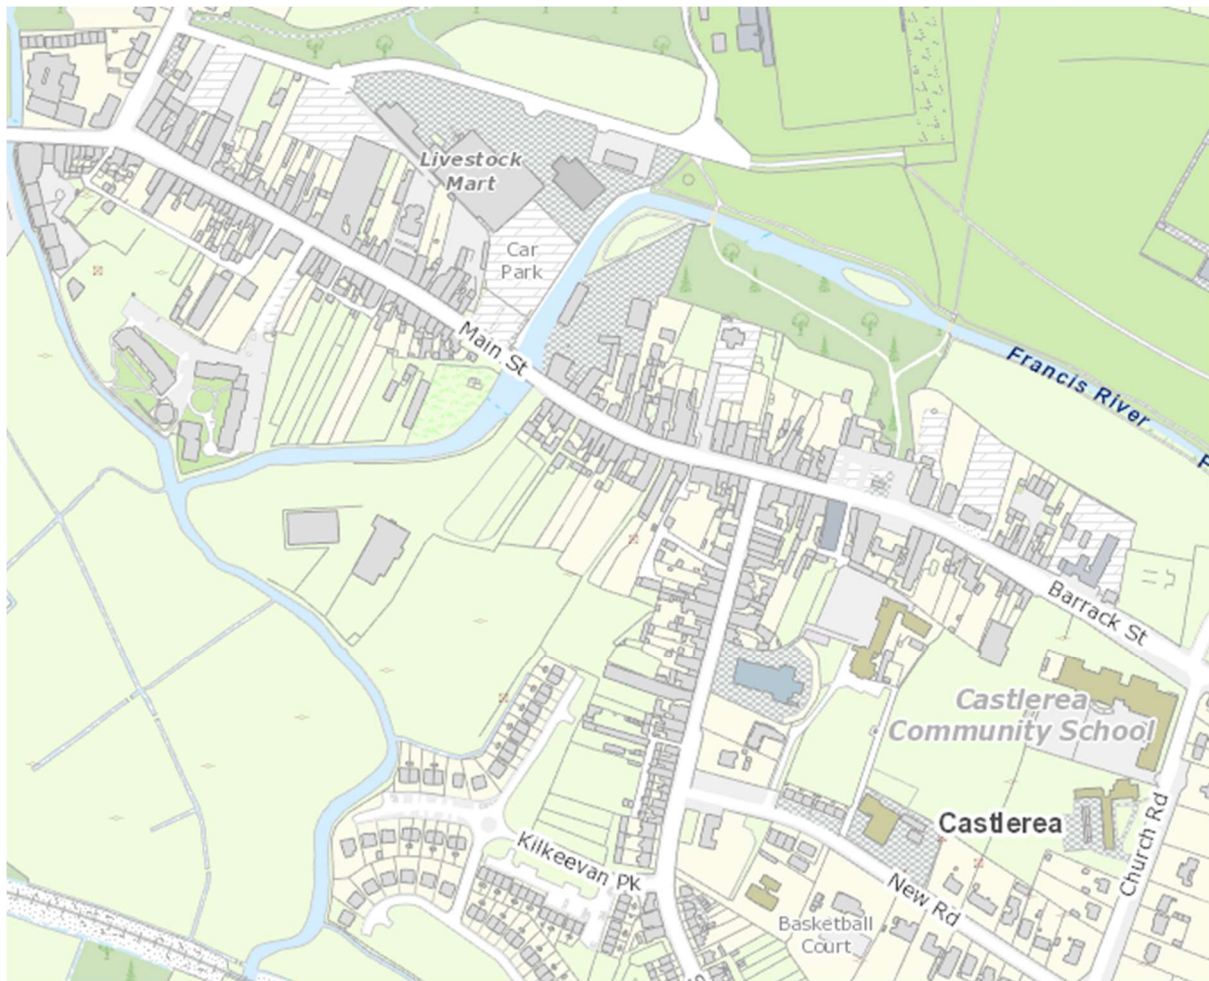 Livestock
Mart
Car
Park
Main St
Francis River
Barrack St
Castlerea
Community School
Castlerea
Church Rd
Kilkeevan Pk
New Rd
Basketball
Court